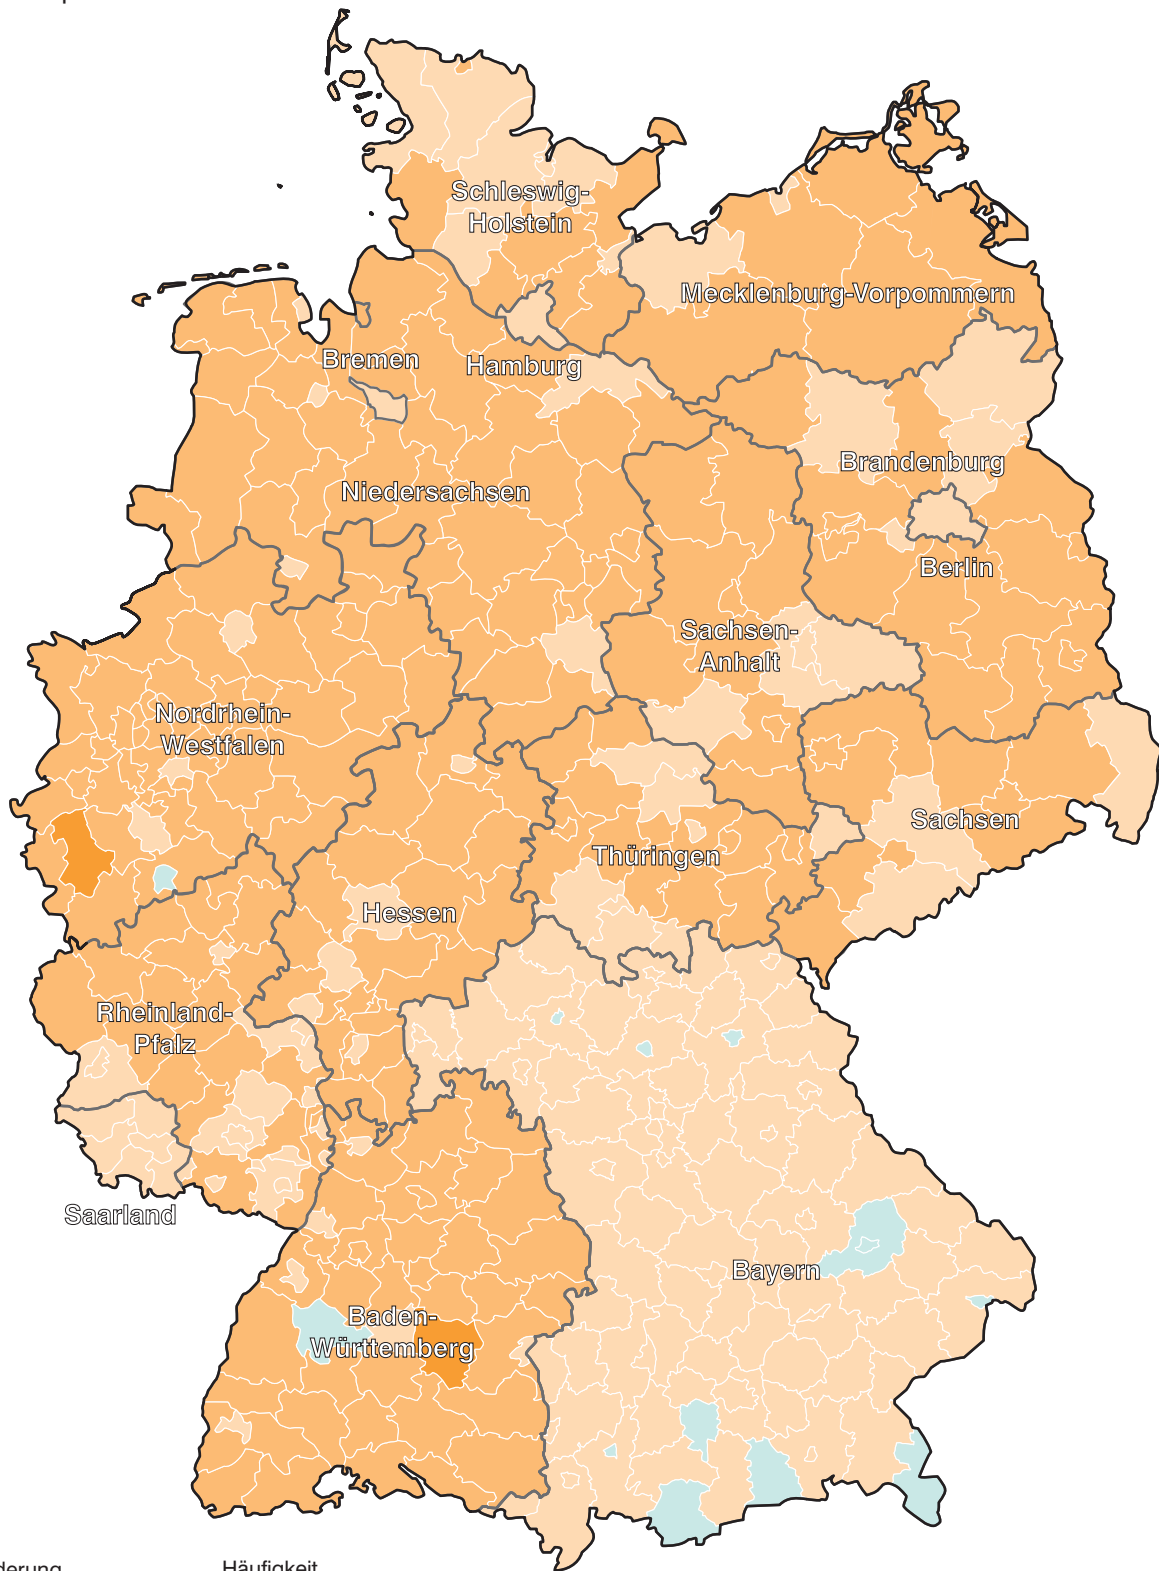 Schleswig-
Holstein
Mecklenburg-Vorpommern
Bremen
Hamburg
Brandenburg
Niedersachsen
Berlin
Sachsen-
Anhalt
Nordrhein-
Westfalen
Sachsen
Thüringen
Hessen
Rheinland-
Pfalz
Saarland
Bayern
Baden-
Württemberg
Häufigkeit